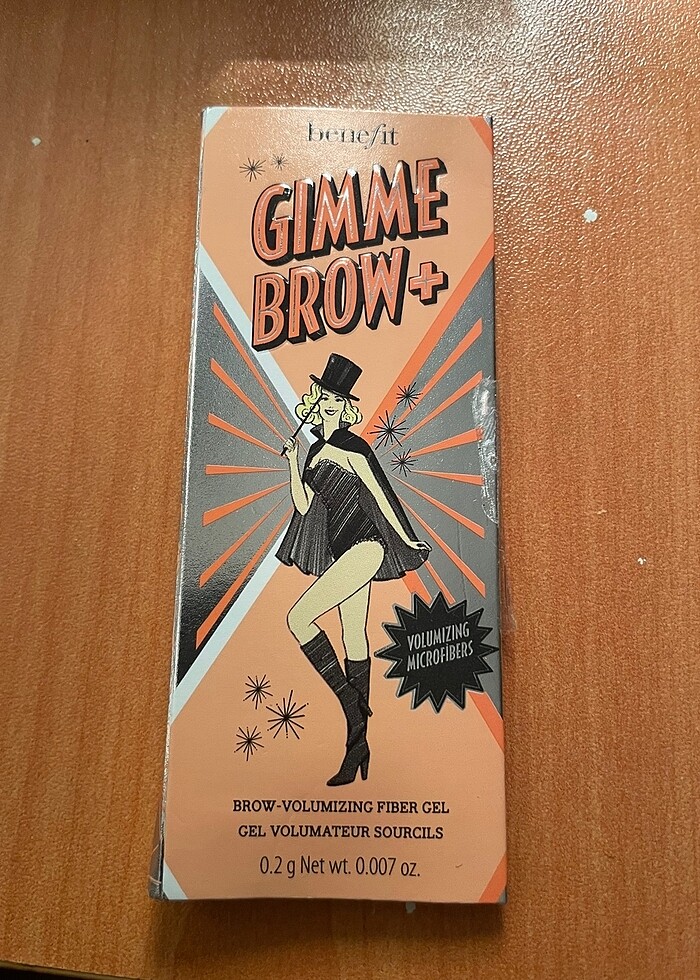 benefit
GIMME
BROW+
VOLUMIZING
MICROFIBERS
BROW-VOLUMIZING FIBER GEL
GEL VOLUMATEUR SOURCILS
0.2 g Net wt. 0.007 oz.